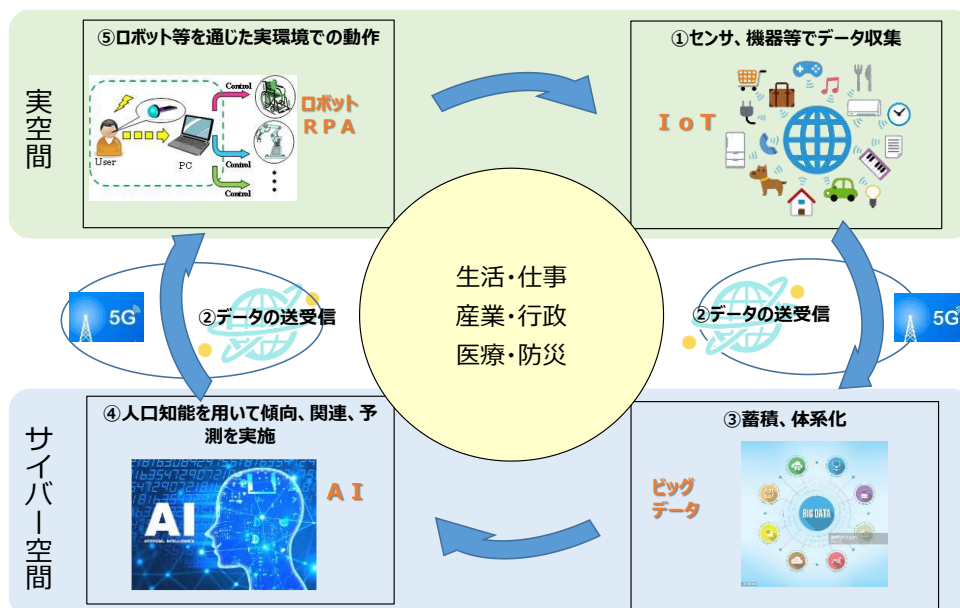 実空間
⑤ロボット等を通じた実環境での動作
Control
Control
Control
User
PC
ロボット
RPA
①センサ、機器等でデータ収集
IoT
生活・仕事
産業・行政
医療・防災
5G
②データの送受信
②データの送受信
5G
サイバー空間
④人口知能を用いて傾向、関連、予
測を実施
AI
ARTIFICIAL INTELLIGENCE
AI
③蓄積、体系化
ビッグ
データ
BIG DATA